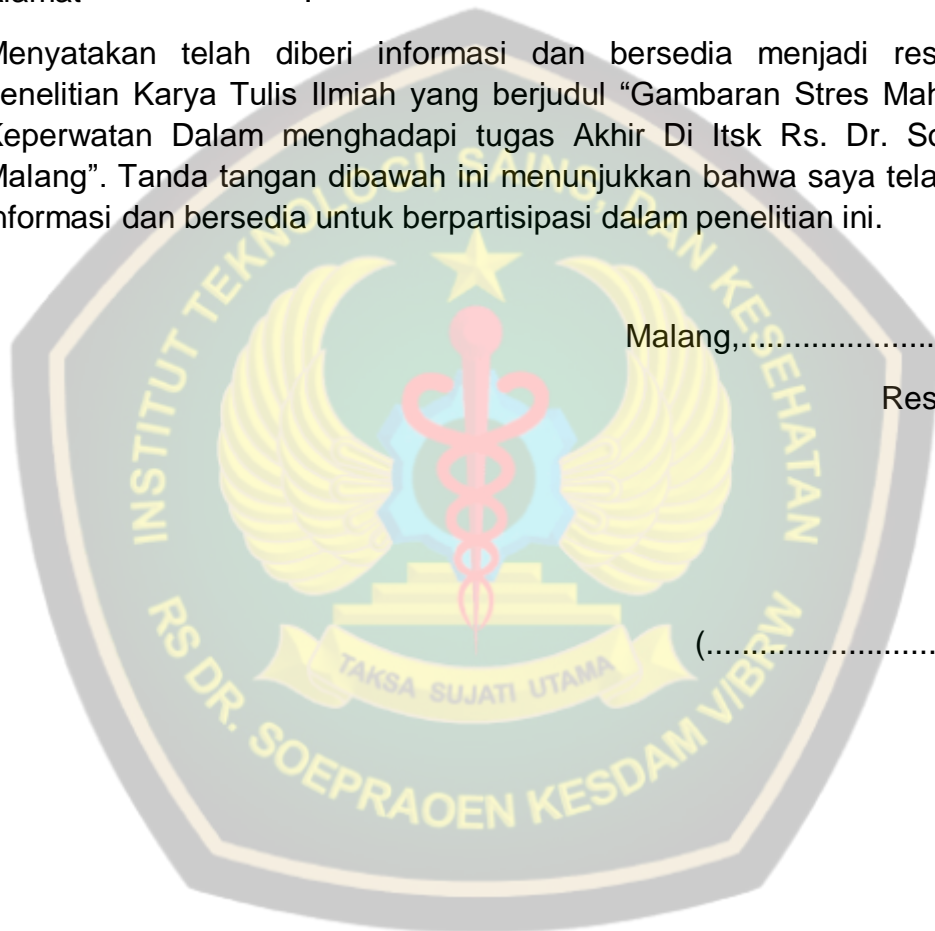 Menyatakan telah diberi informasi dan bersedia menjadi res
enelitian Karya Tulis Ilmiah yang berjudul “Gambaran Stres Mah
Keperwatan Dalam menghadapi tugas Akhir Di Itsk Rs. Dr. So
Malang”. Tanda tangan dibawah ini menunjukkan bahwa saya tela
nformasi dan bersedia untuk berpartisipasi dalam penelitian ini.
Malang,......................
Res
(..........................
INSTITUT TEKNOLOGI, SAINS, DAN KESEHATAN
TAKSA SUJATI UTAMA
RS DR. SOEPRAOEN KESDAM V/BRW